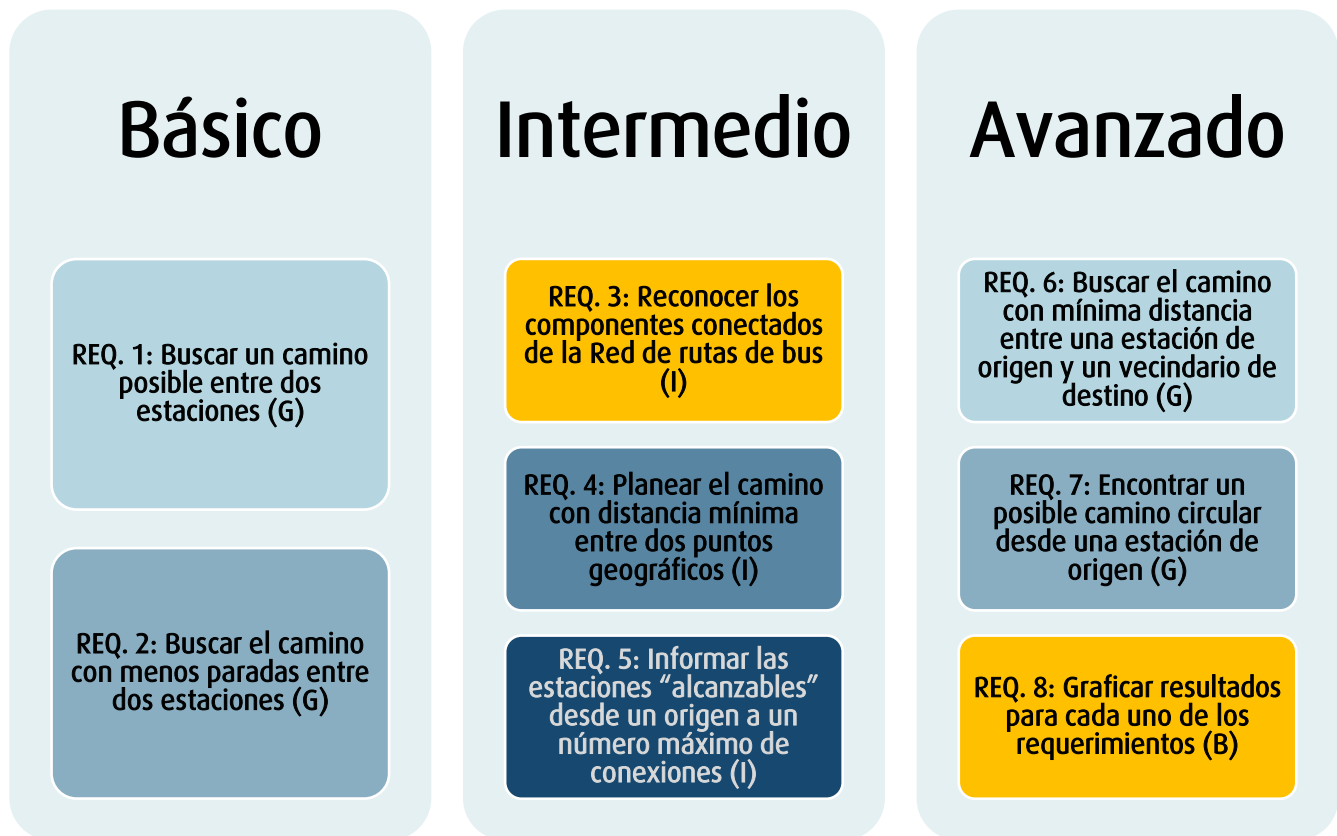 Básico
REQ. 1: Buscar un camino
posible entre dos
estaciones (G)
REQ. 2: Buscar el camino
con menos paradas entre
dos estaciones (G)
Intermedio
REQ. 3: Reconocer los
componentes conectados
de la Red de rutas de bus
(I)
REQ. 4: Planear el camino
con distancia mínima
entre dos puntos
geográficos (I)
REQ. 5: Informar las
estaciones “alcanzables”
desde un origen a un
número máximo de
conexiones (I)
Avanzado
REQ. 6: Buscar el camino
con mínima distancia
entre una estación de
origen y un vecindario de
destino (G)
REQ. 7: Encontrar un
posible camino circular
desde una estación de
origen (G)
REQ. 8: Graficar resultados
para cada uno de los
requerimientos (B)